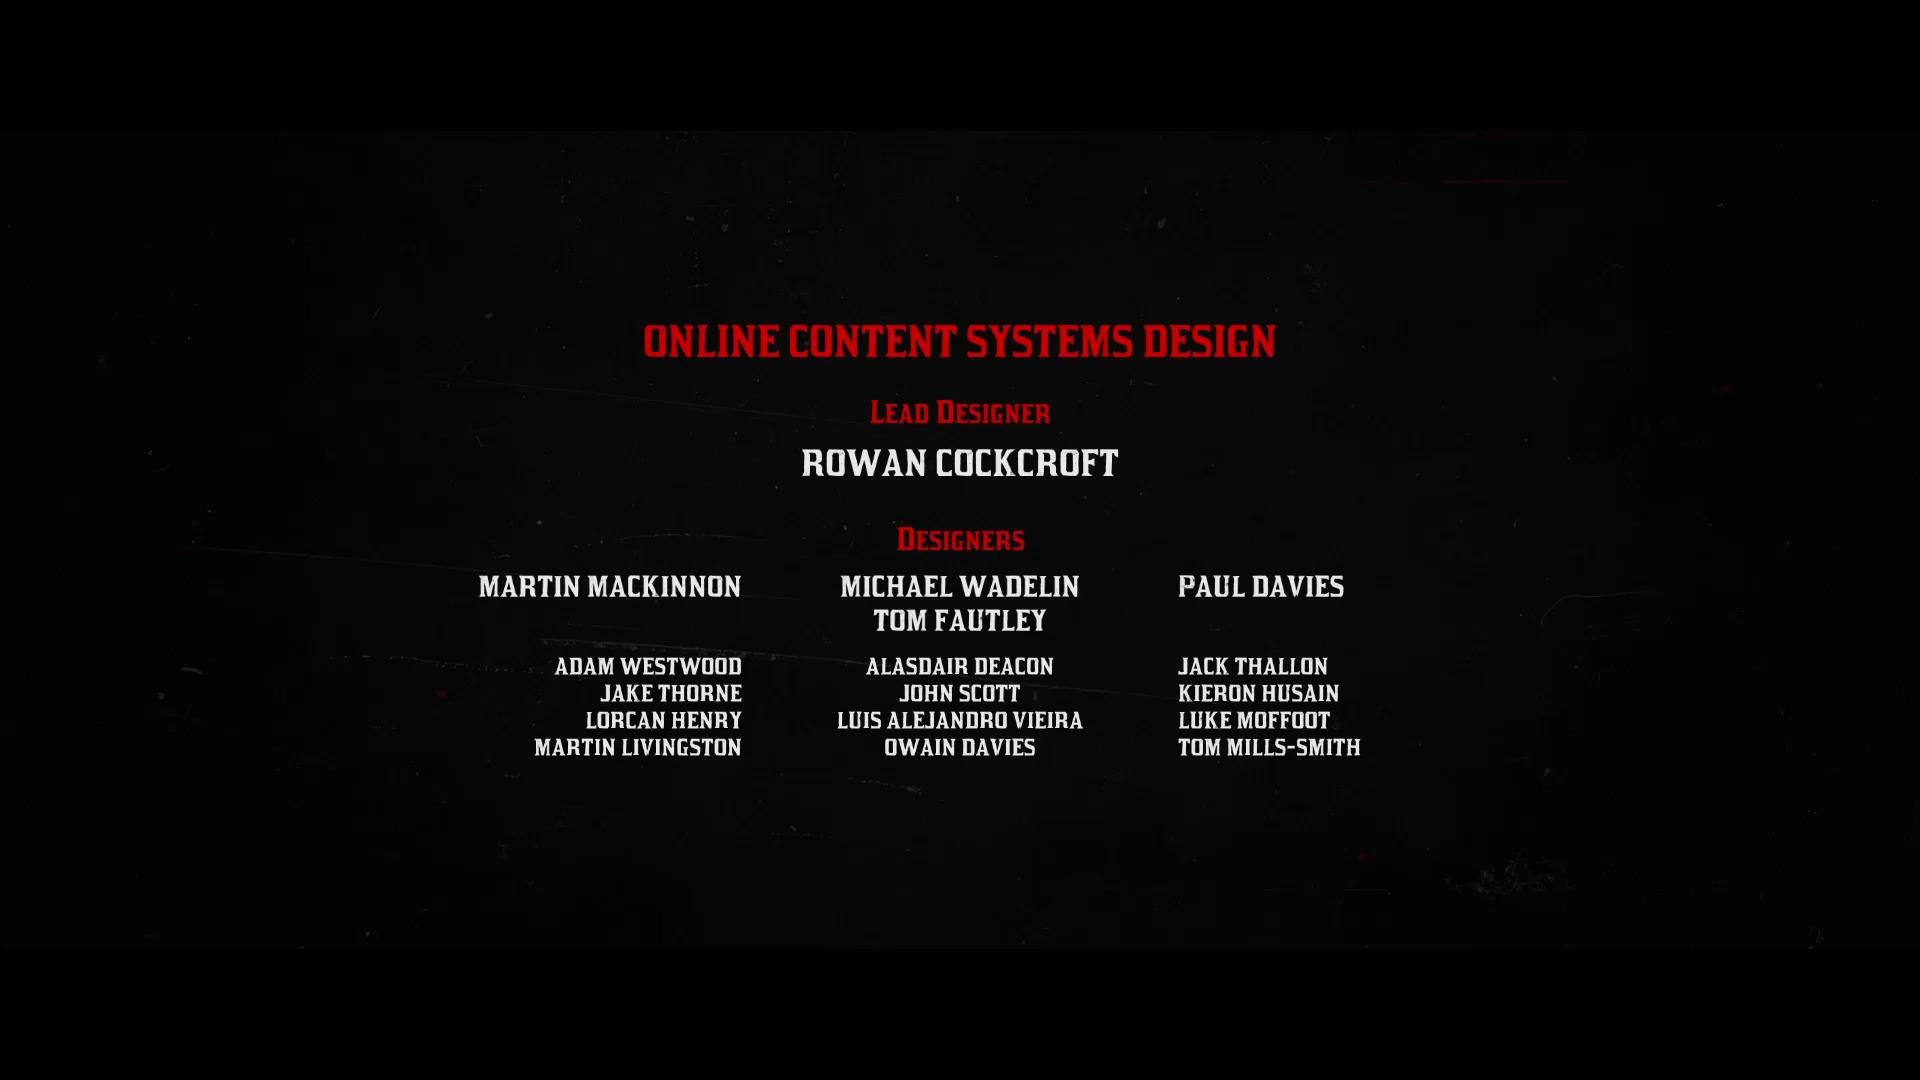 ONLINE CONTENT SYSTEMS DESIGN
LEAD DESIGNER
ROWAN COCKCROFT
DESIGNERS
MARTIN MACKINNON MICHAEL WADELIN PAUL DAVIES
TOM FAUTLEY
ADAM WESTWOOD ALASDAIR DEACON JACK THALLON
JAKE THORNE JOHN SCOTT KIERON HUSAIN
LORCAN HENRY LUIS ALEJANDRO VIEIRA LUKE MOFFOOT
MARTIN LIVINGSTON OWAIN DAVIES TOM MILLS-SMITH